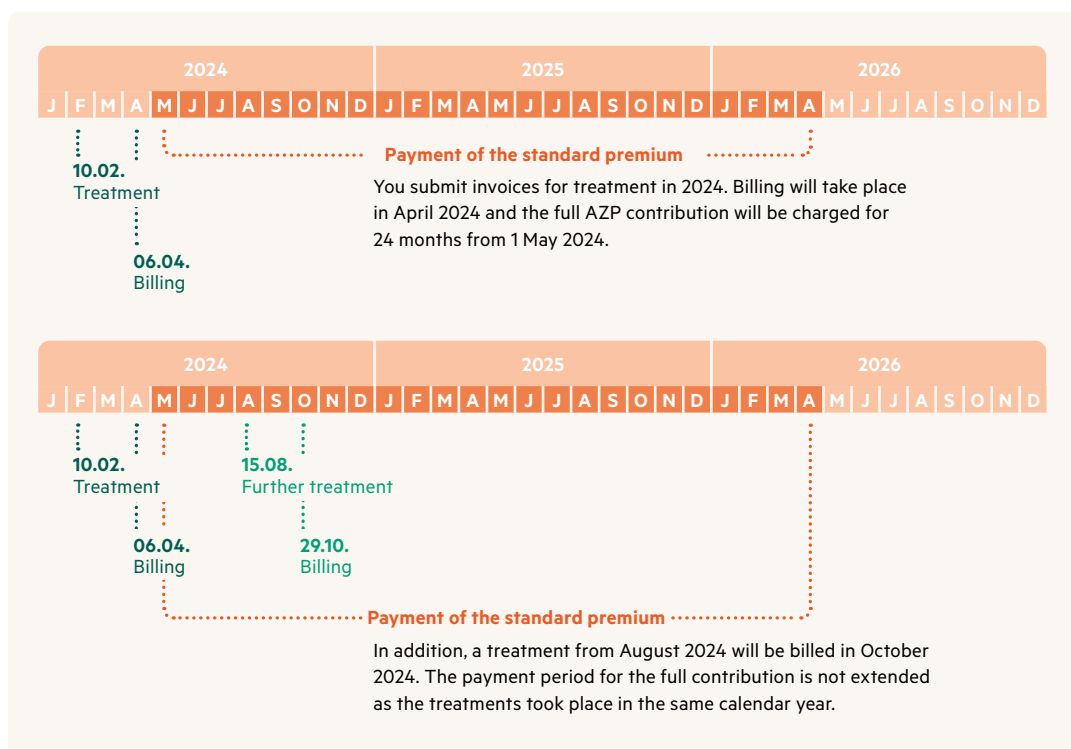 2024 2025 2026
J F M A M J J A S O N D J F M A M J J A S O N D J F M A M J J A S O N D
10.02.
Treatment
06.04.
Billing
Payment of the standard premium
You submit invoices for treatment in 2024. Billing will take place
in April 2024 and the full AZP contribution will be charged for
24 months from 1 May 2024.
2024 2025 2026
J F M A M J J A S O N D J F M A M J J A S O N D J F M A M J J A S O N D
10.02.
Treatment
15.08.
Further treatment
06.04.
Billing
29.10.
Billing
Payment of the standard premium
In addition, a treatment from August 2024 will be billed in October
2024. The payment period for the full contribution is not extended
as the treatments took place in the same calendar year.